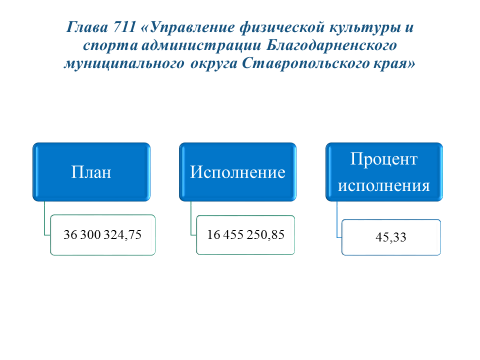 Глава 711 «Управление физической культуры и
спорта администрации Благодарненского
муниципального округа Ставропольского края»
План
Исполнение
Процент
исполнения
36 300 324,75
16 455 250,85
45,33